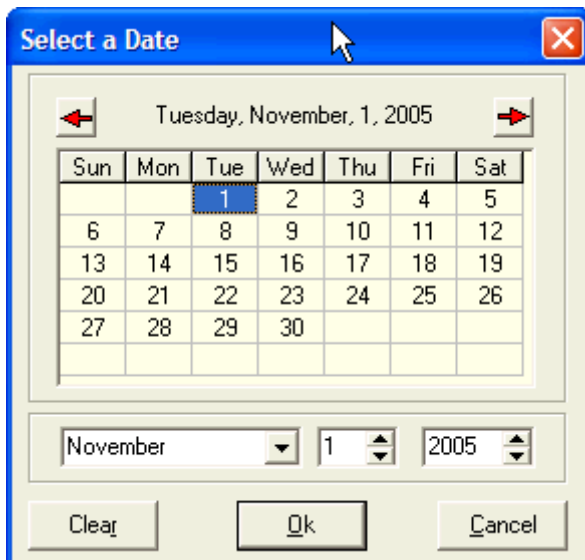 Select a Date
Tuesday, November, 1, 2005
Sun Mon Tue Wed Thu Fri Sat
1 2 3 4 5
6 7 8 9 10 11 12
13 14 15 16 17 18 19
20 21 22 23 24 25 26
27 28 29 30
November 1 2005
Clear Ok Cancel